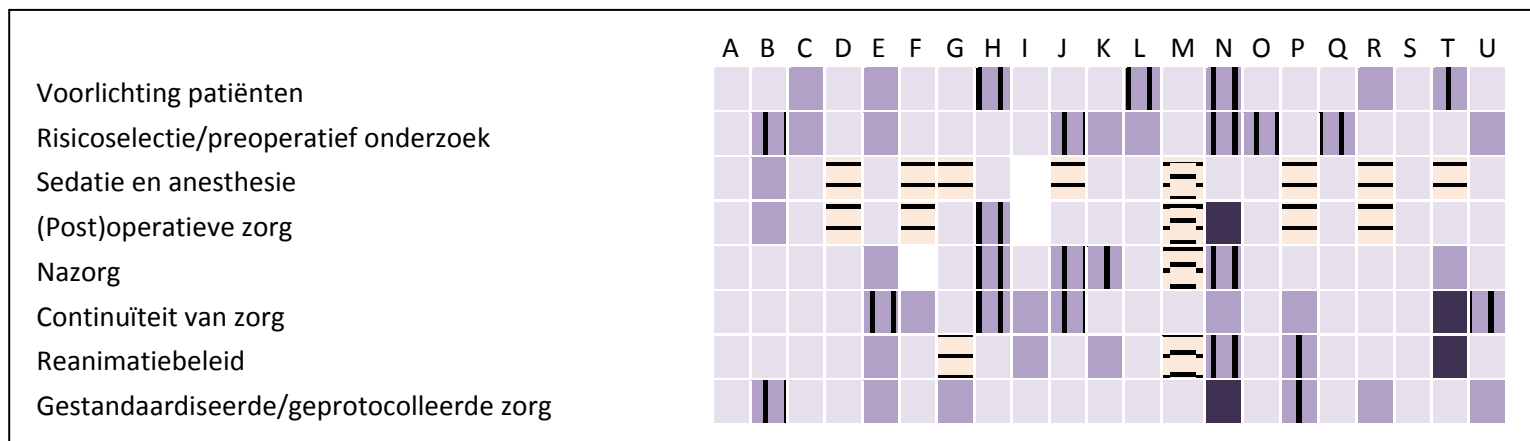 A B C D E F G H I J K L M N O P Q R S T U
Voorlichting patiënten
Risicoselectie/preoperatief onderzoek
Sedatie en anesthesie
(Post)operatieve zorg
Nazorg
Continuïteit van zorg
Reanimatiebeleid
Gestandaardiseerde/geprotocolleerde zorg